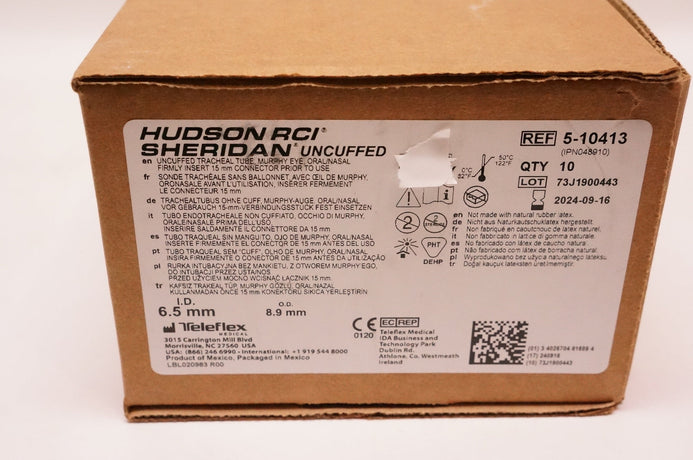 HUDSON RCI®
SHERIDAN® UNCUFFED
en UNCUFFED TRACHEAL TUBE, MURPHY EYE, ORAL/NASAL
FIRMLY INSERT 15 mm CONNECTOR PRIOR TO USE
fr SONDE TRACHÉALE SANS BALLONNET, AVEC ŒIL DE MURPHY,
ORONASALE AVANT L'UTILISATION, INSÉRER FERMEMENT
LE CONNECTEUR 15 mm
de TRACHEALTUBUS OHNE CUFF, MURPHY-AUGE, ORAL/NASAL
VOR GEBRAUCH 15-mm-VERBINDUNGSSTÜCK FEST EINSETZEN
it TUBO ENDOTRACHEALE NON CUFFIATO, OCCHIO DI MURPHY,
ORALE/NASALE PRIMA DELL'USO,
INSERIRE SALDAMENTE IL CONNETTORE DA 15 mm
es TUBO TRAQUEAL SIN MANGUITO, OJO DE MURPHY, ORAL/NASAL
INSERTE FIRMEMENTE EL CONECTOR DE 15 mm ANTES DEL USO
pt TUBO TRAQUEAL SEM "CUFF", OLHO DE MURPHY, ORAL/NASAL
INSIRA FIRMEMENTE O CONECTOR DE 15 mm ANTES DA UTILIZAÇÃO
pl RURKA INTUBACYJNA BEZ MANKIETU, Z OTWOREM MURPHY'EGO,
DO INTUBACJI PRZEZ USTA/NOS
PRZED UŻYCIEM MOCNO WCISNĄĆ ŁĄCZNIK 15 mm
tr KAFSIZ TRAKEAL TÜP, MURPHY GÖZLÜ, ORAL/NAZAL
KULLANMADAN ÖNCE 15 mm KONEKTÖRÜ SIKICA YERLEŞTİRİN
I.D. O.D.
6.5 mm 8.9 mm
Teleflex
MEDICAL
3015 Carrington Mill Blvd
Morrisville, NC 27560 USA
USA: (866) 246 6990 - International: +1 919 544 8000
Product of Mexico, Packaged in Mexico
LBL020983 R00
REF 5-10413
(IPN048910)
QTY 10
LOT 73J1900443
2024-09-16
50°C
122°F
0°C
32°F
2
2
STERILIZE
PHT
DEHP
en Not made with natural rubber latex.
de Nicht aus Naturkautschuklatex hergestellt.
fr Non fabriqué en caoutchouc de latex naturel.
it Non fabbricato in lattice di gomma naturale.
es No fabricado en látex de caucho natural.
pt Não fabricado com látex de borracha natural.
pl Wyprodukowano bez użycia naturalnego lateksu.
tr Doğal kauçuk lateksten üretilmemiştir.
CE
0120
EC REP
Teleflex Medical
IDA Business and
Technology Park
Dublin Rd.
Athlone, Co. Westmeath
Ireland
(17) 240916
(10) 73J1900443